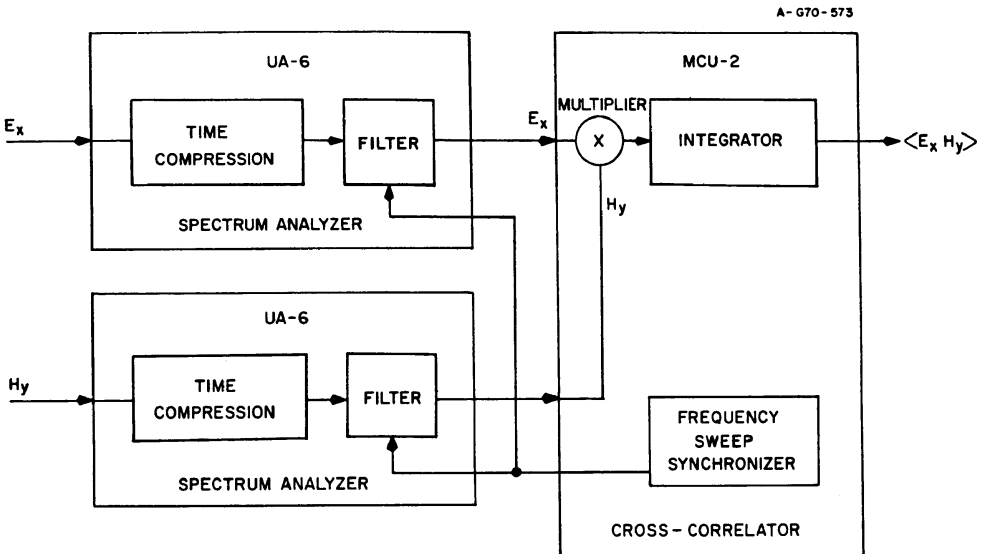 A-G70-573
UA-6
MCU-2
Ex
TIME
COMPRESSION
FILTER
Ex
MULTIPLIER
X
INTEGRATOR
<Ex Hy>
Hy
SPECTRUM ANALYZER
UA-6
Hy
TIME
COMPRESSION
FILTER
FREQUENCY
SWEEP
SYNCHRONIZER
SPECTRUM ANALYZER
CROSS-CORRELATOR